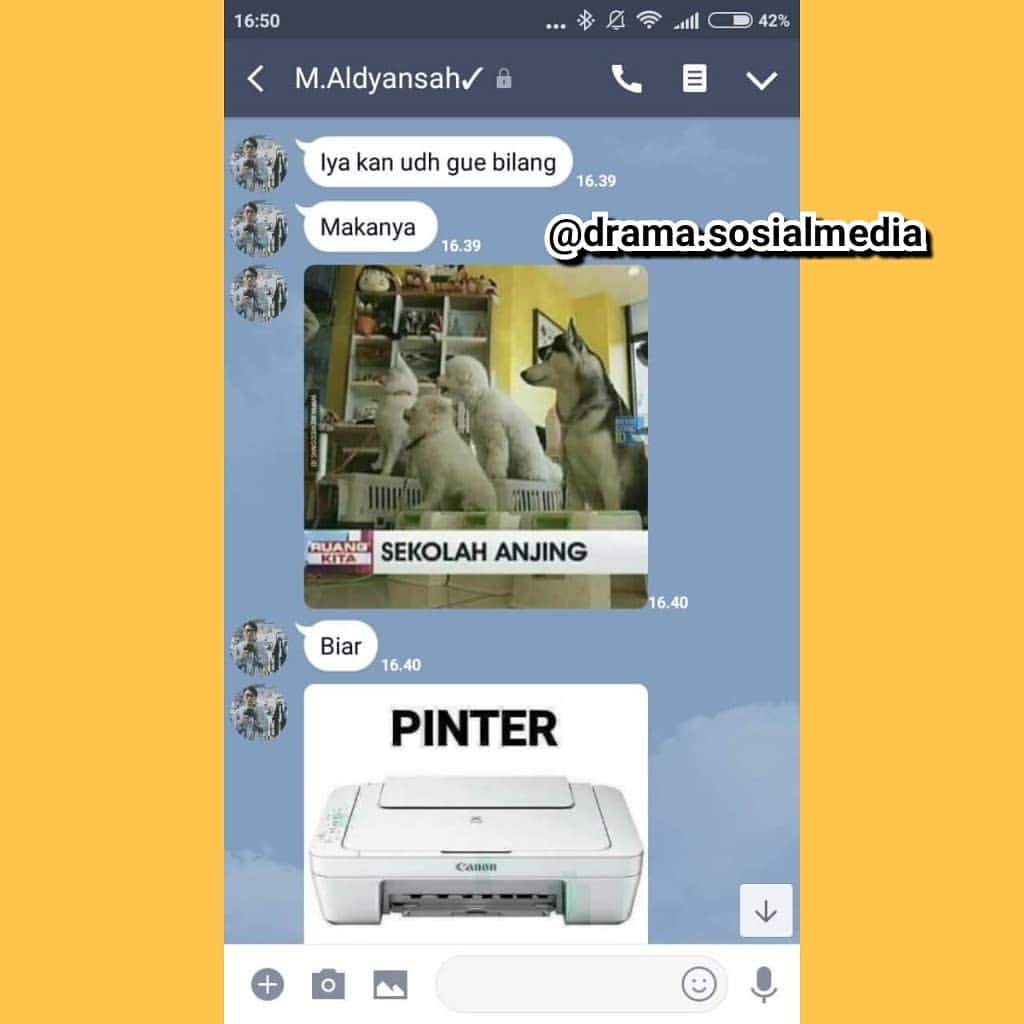 16:50
42%
M.Aldyansah✓
Iya kan udh gue bilang
16.39
Makanya
16.39
@drama.sosialmedia
RUANG
KITA
SEKOLAH ANJING
16.40
Biar
16.40
PINTER
Canon